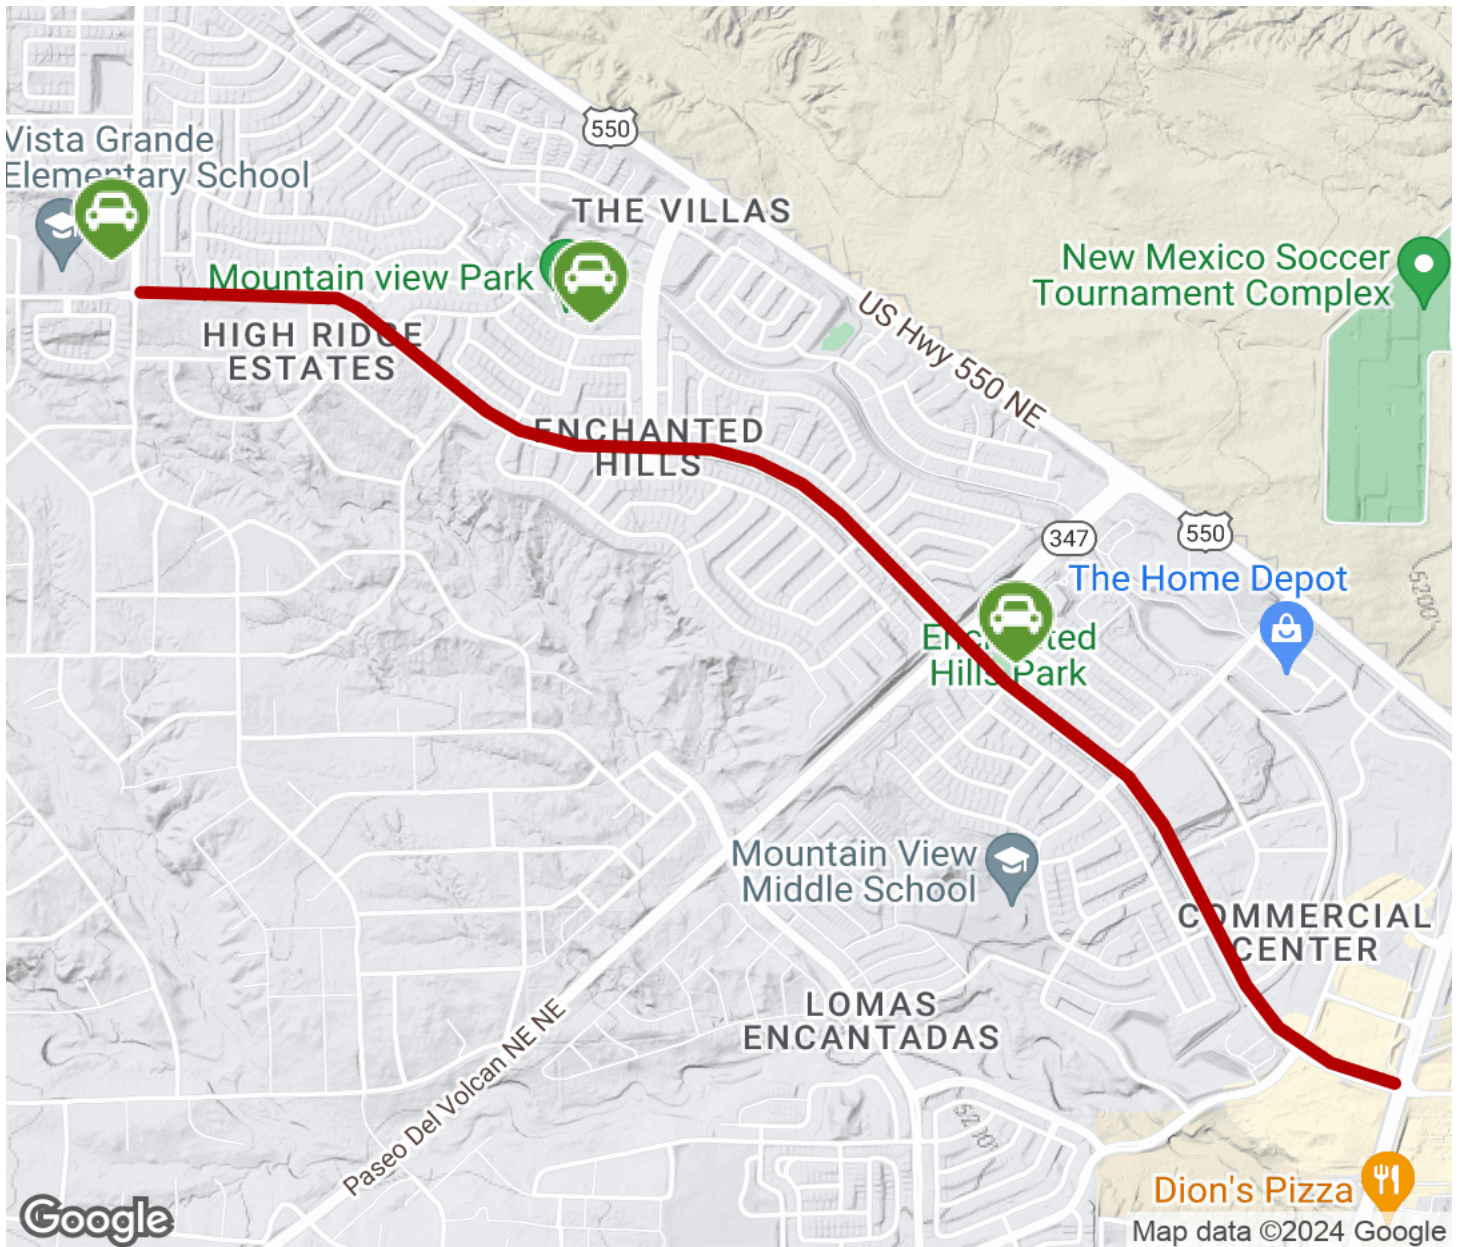 550
Vista Grande
Elementary School
THE VILLAS
Mountain view Park
New Mexico Soccer
Tournament Complex
US Hwy 550 NE
HIGH RIDGE
ESTATES
ENCHANTED
HILLS
347
550
The Home Depot
5200'
Enchanted
Hills Park
Mountain View
Middle School
COMMERCIAL
CENTER
LOMAS
ENCANTADAS
Paseo Del Volcan NE NE
5200'
Dion's Pizza
Google
Map data ©2024 Google